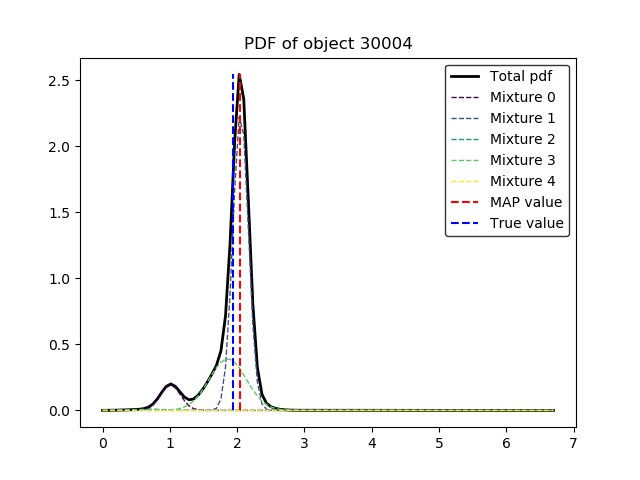 PDF of object 30004
Total pdf
Mixture 0
Mixture 1
Mixture 2
Mixture 3
Mixture 4
MAP value
True value
2.5
2.0
1.5
1.0
0.5
0.0
0 1 2 3 4 5 6 7